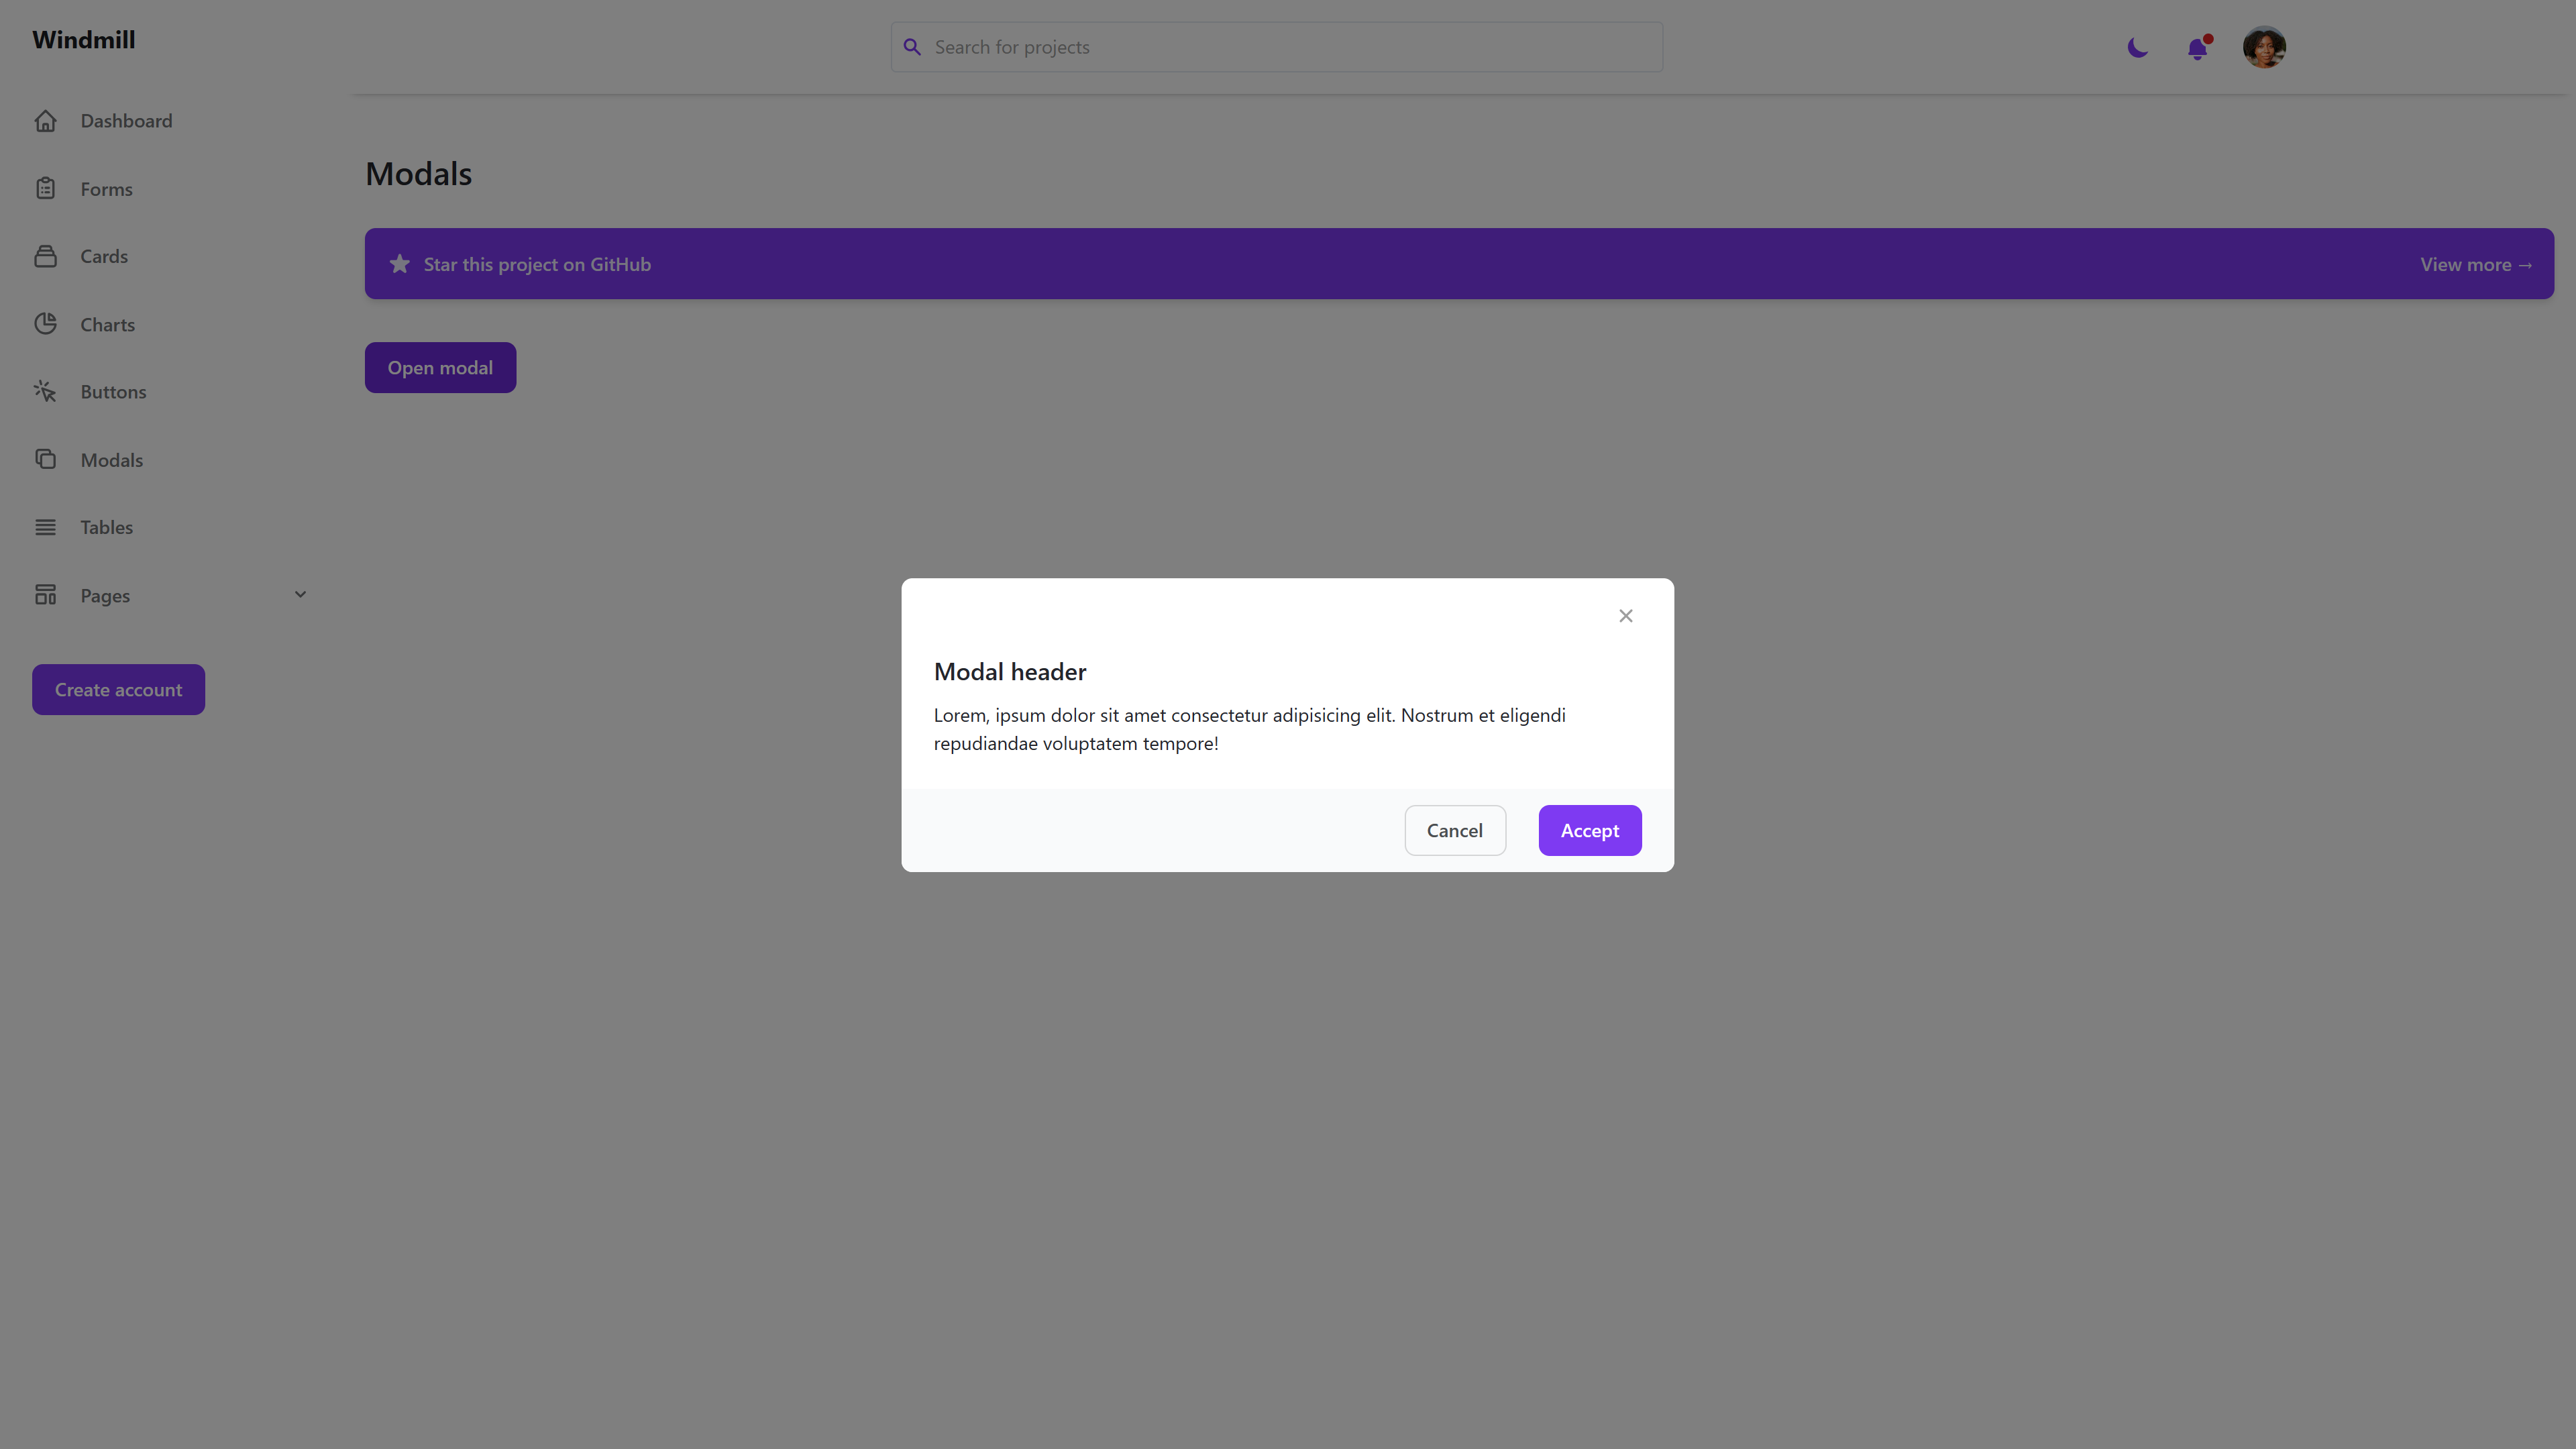 Windmill
Search for projects
Dashboard
Forms
Cards
Charts
Buttons
Modals
Tables
Pages
Create account
Modals
Star this project on GitHub
View more →
Open modal
Modal header
Lorem, ipsum dolor sit amet consectetur adipisicing elit. Nostrum et eligendi
repudiandae voluptatem tempore!
Cancel
Accept